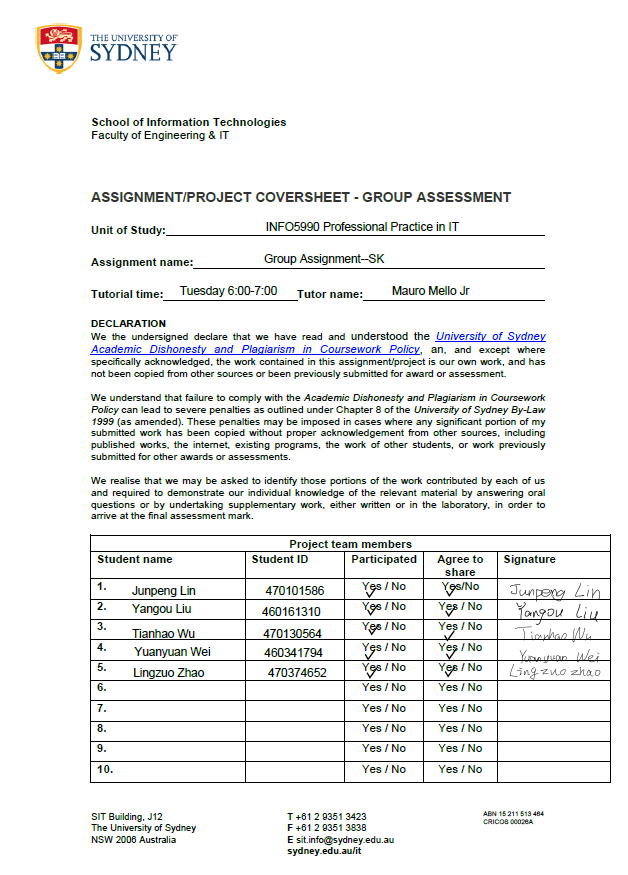 THE UNIVERSITY OF
SYDNEY
School of Information Technologies
Faculty of Engineering & IT
ASSIGNMENT/PROJECT COVERSHEET - GROUP ASSESSMENT
Unit of Study: INFO5990 Professional Practice in IT
Assignment name: Group Assignment--SK
Tutorial time: Tuesday 6:00-7:00 Tutor name: Mauro Mello Jr
DECLARATION
We the undersigned declare that we have read and understood the University of Sydney
Academic Dishonesty and Plagiarism in Coursework Policy, an, and except where
specifically acknowledged, the work contained in this assignment/project is our own work, and has
not been copied from other sources or been previously submitted for award or assessment.
We understand that failure to comply with the Academic Dishonesty and Plagiarism in Coursework
Policy can lead to severe penalties as outlined under Chapter 8 of the University of Sydney By-Law
1999 (as amended). These penalties may be imposed in cases where any significant portion of my
submitted work has been copied without proper acknowledgement from other sources, including
published works, the internet, existing programs, the work of other students, or work previously
submitted for other awards or assessments.
We realise that we may be asked to identify those portions of the work contributed by each of us
and required to demonstrate our individual knowledge of the relevant material by answering oral
questions or by undertaking supplementary work, either written or in the laboratory, in order to
arrive at the final assessment mark.
Project team members
Student name Student ID Participated Agree to share Signature
1. Junpeng Lin 470101586 Yes / No Yes/No Junpeng Lin
2. Yangou Liu 460161310 Yes / No Yes / No Yangou Liu
3. Tianhao Wu 470130564 Yes / No Yes / No Tianhao Wu
4. Yuanyuan Wei 460341794 Yes / No Yes / No Yuanyuan Wei
5. Lingzuo Zhao 470374652 Yes / No Yes / No Lingzuo zhao
6. Yes / No Yes / No
7. Yes / No Yes / No
8. Yes / No Yes / No
9. Yes / No Yes / No
10. Yes / No Yes / No
SIT Building, J12
The University of Sydney
NSW 2006 Australia
T +61 2 9351 3423
F +61 2 9351 3838
E sit.info@sydney.edu.au
sydney.edu.au/it
ABN 15 211 513 464
CRICOS 00026A